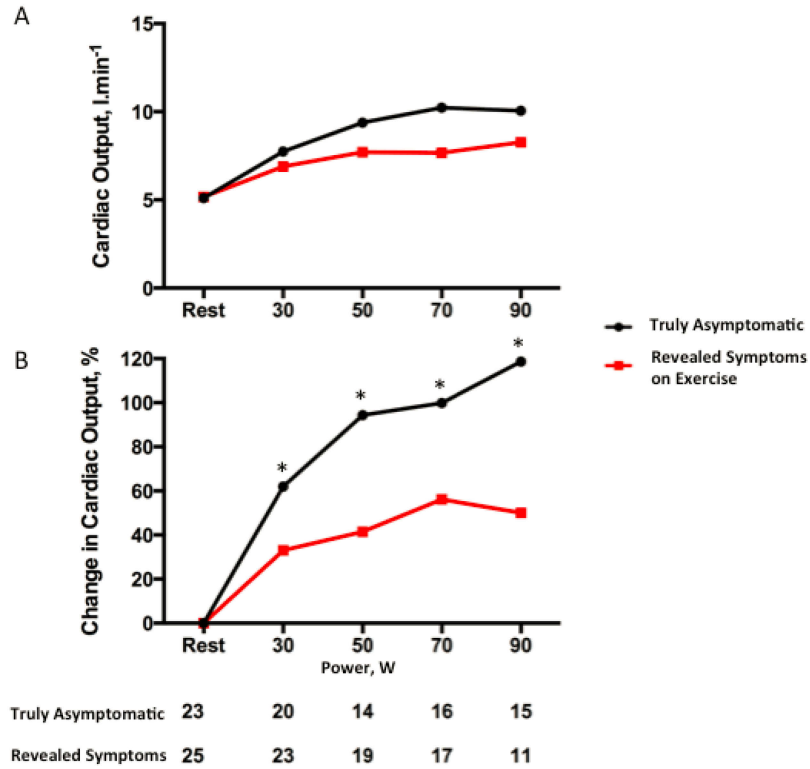 A
Cardiac Output, l.min-1
15
10
5
0
Rest 30 50 70 90
Truly Asymptomatic
Revealed Symptoms
on Exercise
B
Change in Cardiac Output, %
120
100
80
60
40
20
0
* * * *
Rest 30 50 70 90
Power, W
Truly Asymptomatic 23 20 14 16 15
Revealed Symptoms 25 23 19 17 11